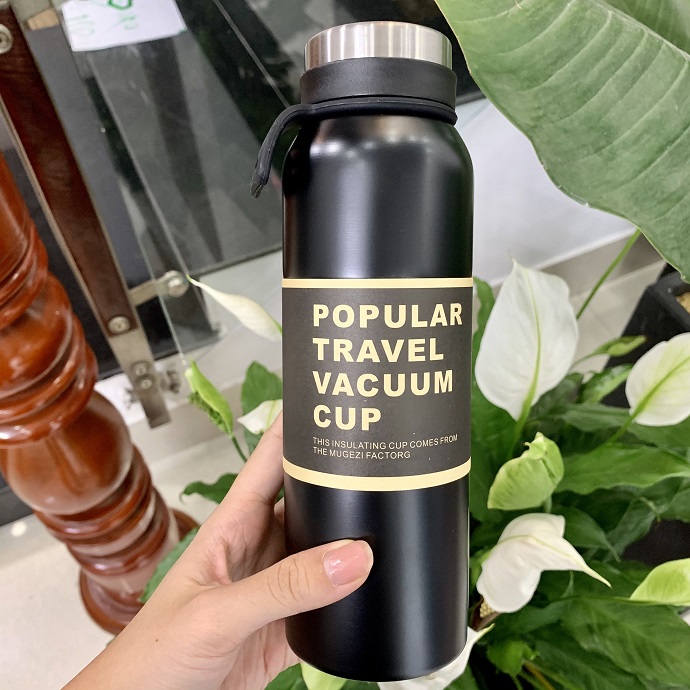 POPULAR
TRAVEL
VACUUM
CUP
THIS INSULATING CUP COMES FROM
THE MUGEZI FACTORG